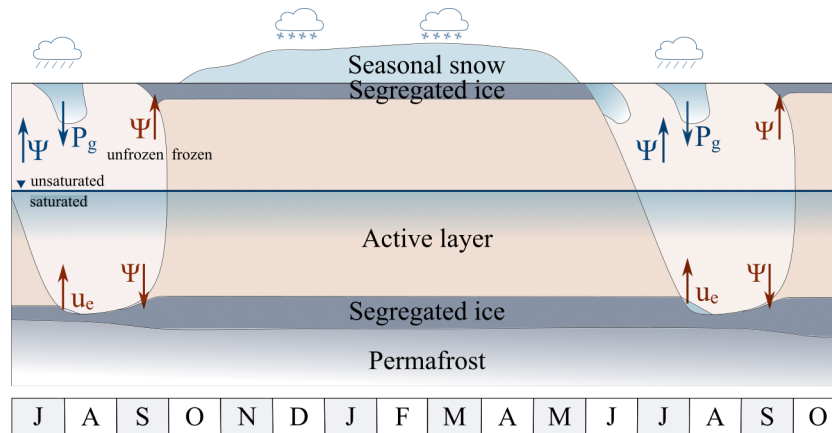 Seasonal snow
Segregated ice
Ψ
P_g
Ψ
unfrozen frozen
Ψ
P_g
Ψ
unsaturated
saturated
Active layer
u_e
Ψ
u_e
Ψ
Segregated ice
Permafrost
J A S O N D J F M A M J J A S O